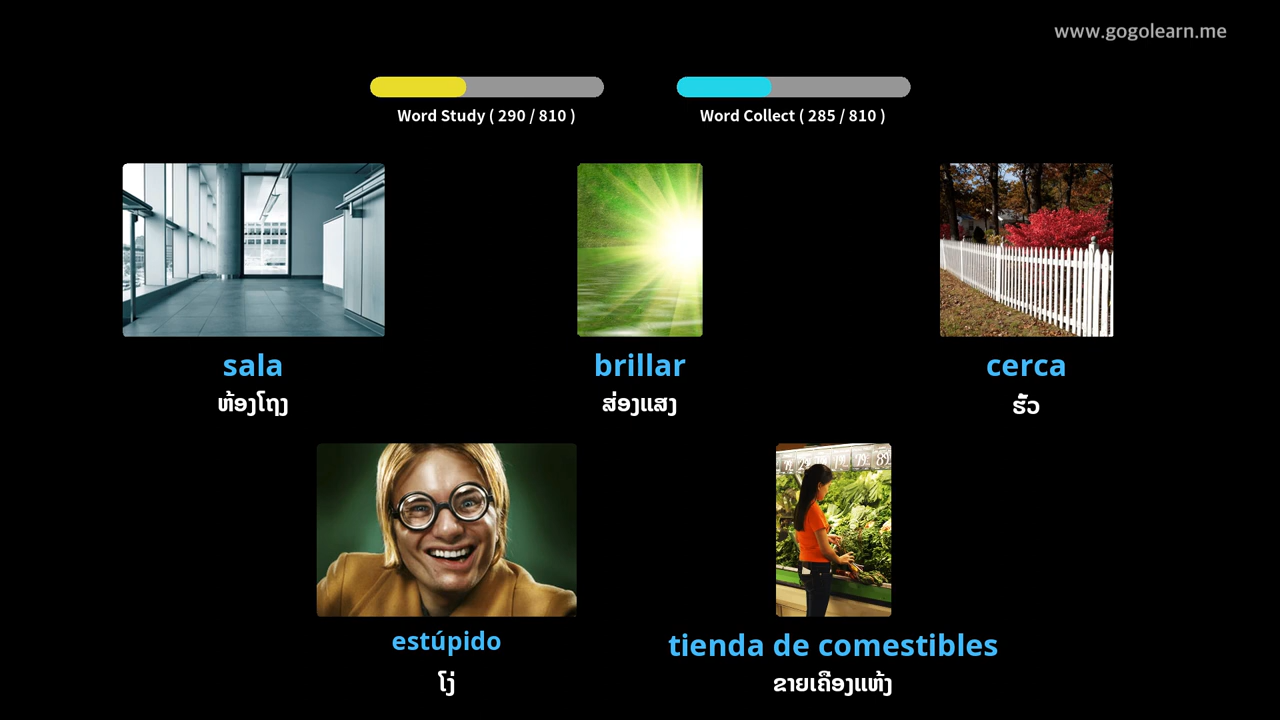 www.gogolearn.me
Word Study ( 290 / 810 )
Word Collect ( 285 / 810 )
sala
ຫ້ອງໂຖງ
brillar
ສ່ອງແສງ
cerca
ຮົ້ວ
estúpido
ໂງ່
tienda de comestibles
ຂາຍເຄືອງແຫ້ງ